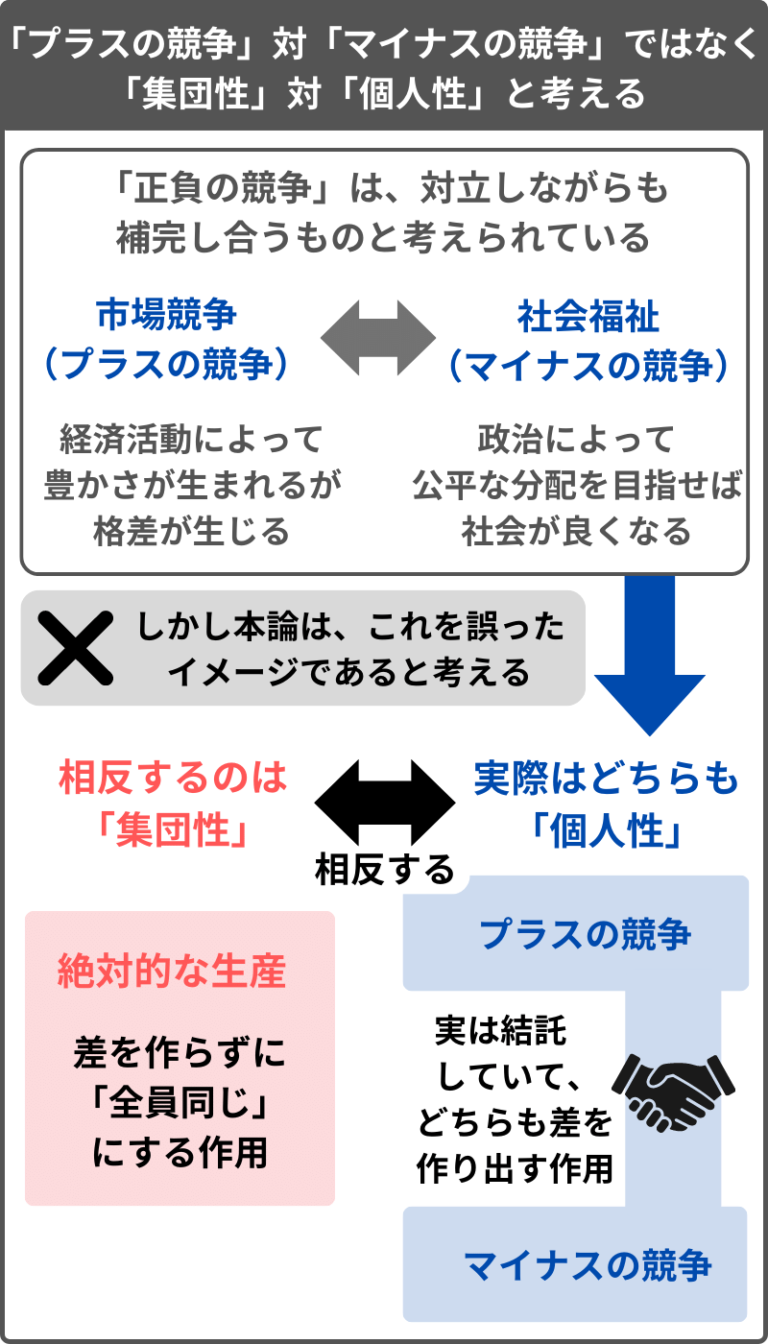 「プラスの競争」対「マイナスの競争」ではなく
「集団性」対「個人性」と考える
「正負の競争」は、対立しながらも
補完し合うものと考えられている
市場競争
（プラスの競争）
経済活動によって
豊かさが生まれるが
格差が生じる
社会福祉
（マイナスの競争）
政治によって
公平な分配を目指せば
社会が良くなる
しかし本論は、これを誤った
イメージであると考える
相反するのは
「集団性」
相反する
実際はどちらも
「個人性」
絶対的な生産
差を作らずに
「全員同じ」
にする作用
プラスの競争
実は結託
していて、
どちらも差を
作り出す作用
マイナスの競争